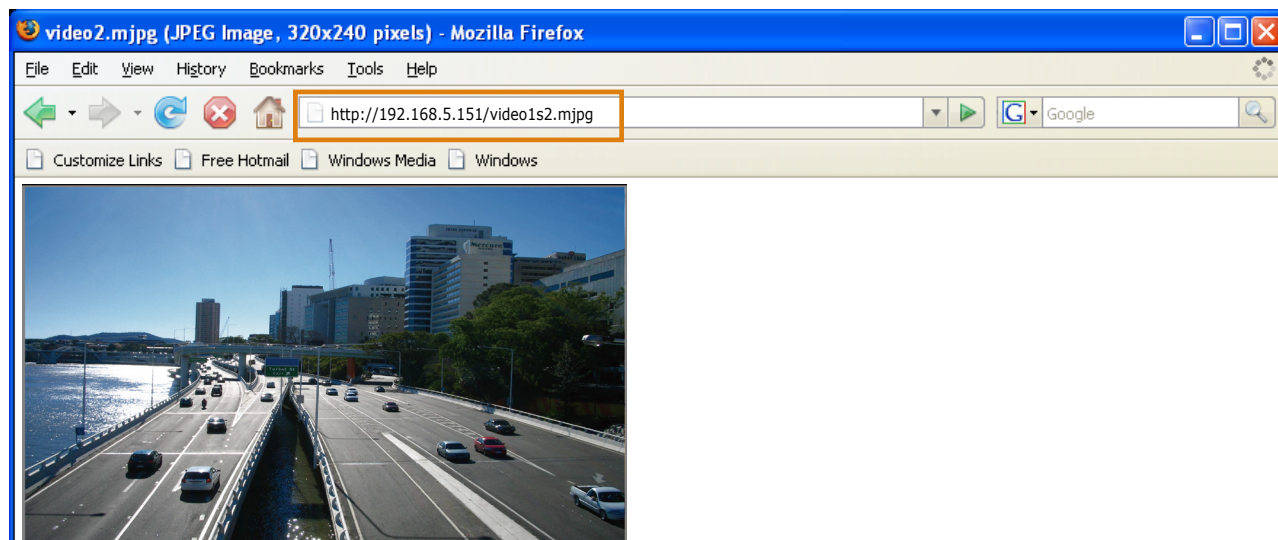 video2.mjpg (JPEG Image, 320x240 pixels) - Mozilla Firefox
File Edit View History Bookmarks Tools Help
http://192.168.5.151/video1s2.mjpg G Google
Customize Links Free Hotmail Windows Media Windows
Mercure